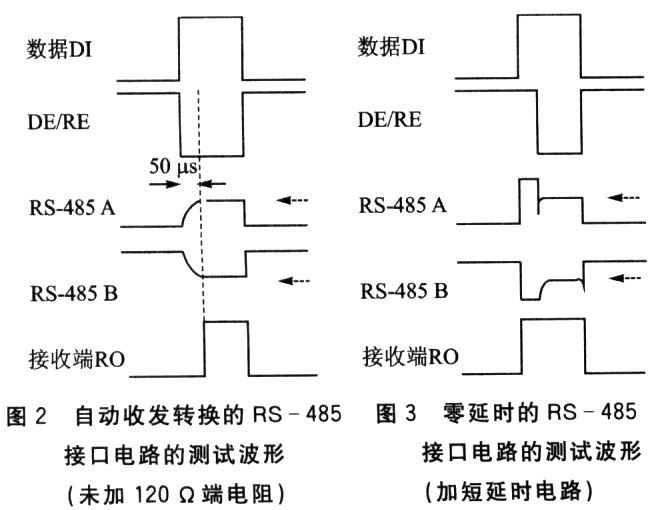 数据DI
DE/RE
50 μs
RS-485 A
RS-485 B
接收端RO
图 2 自动收发转换的 RS-485
接口电路的测试波形
(未加 120 Ω 端电阻)
数据DI
DE/RE
RS-485 A
RS-485 B
接收端RO
图 3 零延时的 RS-485
接口电路的测试波形
(加短延时电路)